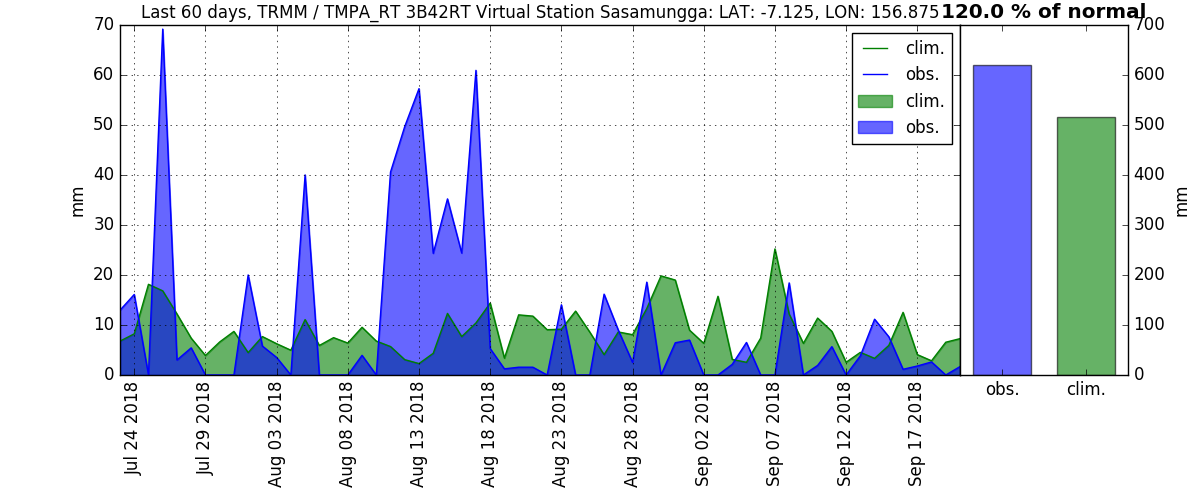 Last 60 days, TRMM / TMPA_RT 3B42RT Virtual Station Sasamungga: LAT: -7.125, LON: 156.875
120.0 % of normal
70
60
50
40
30
20
10
0
mm
clim.
obs.
clim.
obs.
Jul 24 2018
Jul 29 2018
Aug 03 2018
Aug 08 2018
Aug 13 2018
Aug 18 2018
Aug 23 2018
Aug 28 2018
Sep 02 2018
Sep 07 2018
Sep 12 2018
Sep 17 2018
700
600
500
400
300
200
100
0
mm
obs.
clim.